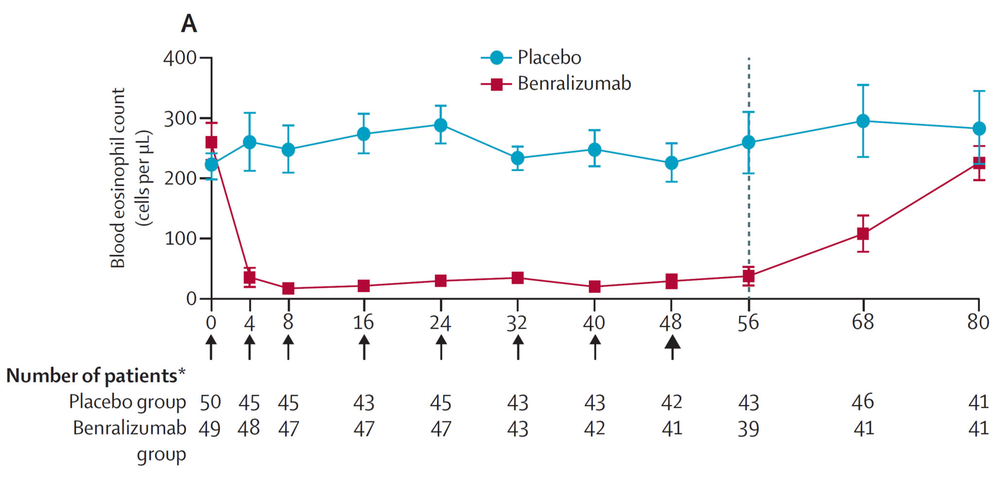 A
400
300
200
100
0
Blood eosinophil count
(cells per μL)
Placebo
Benralizumab
0 4 8 16 24 32 40 48 56 68 80
Number of patients*
Placebo group 50 45 45 43 45 43 43 42 43 46 41
Benralizumab 49 48 47 47 47 43 42 41 39 41 41
group